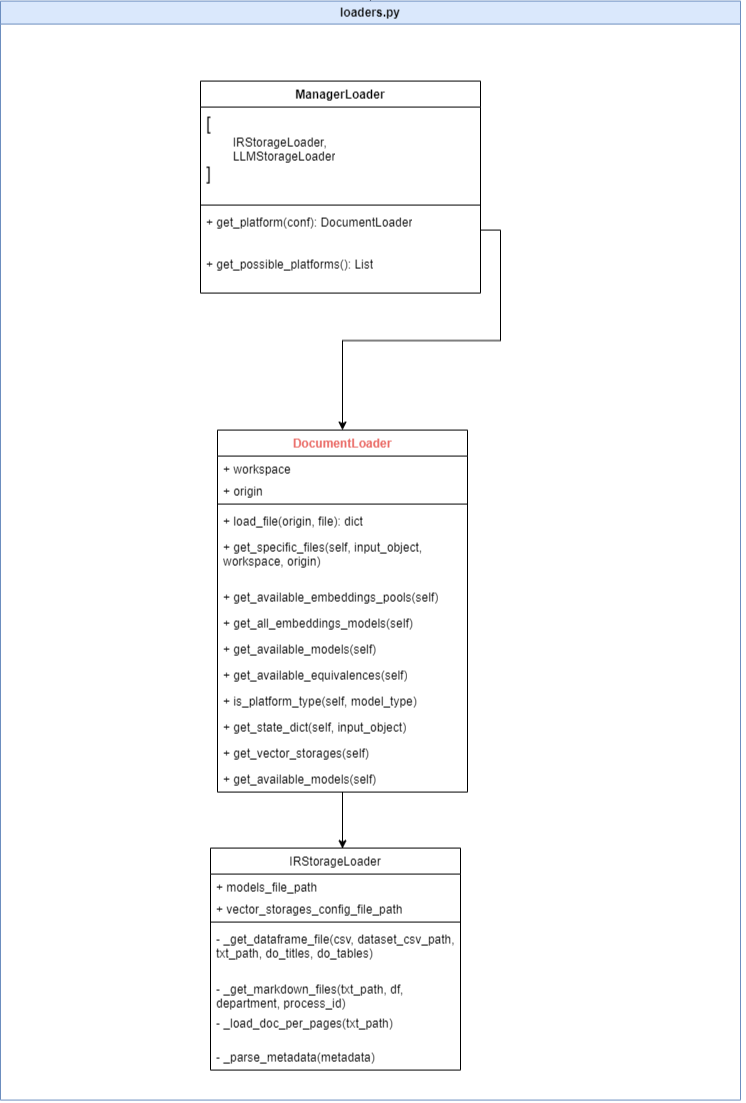 loaders.py
ManagerLoader
[
IRStorageLoader,
LLMStorageLoader
]
+ get_platform(conf): DocumentLoader
+ get_possible_platforms(): List
DocumentLoader
+ workspace
+ origin
+ load_file(origin, file): dict
+ get_specific_files(self, input_object,
workspace, origin)
+ get_available_embeddings_pools(self)
+ get_all_embeddings_models(self)
+ get_available_models(self)
+ get_available_equivalences(self)
+ is_platform_type(self, model_type)
+ get_state_dict(self, input_object)
+ get_vector_storages(self)
+ get_available_models(self)
IRStorageLoader
+ models_file_path
+ vector_storages_config_file_path
- _get_dataframe_file(csv, dataset_csv_path,
txt_path, do_titles, do_tables)
- _get_markdown_files(txt_path, df,
department, process_id)
- _load_doc_per_pages(txt_path)
- _parse_metadata(metadata)